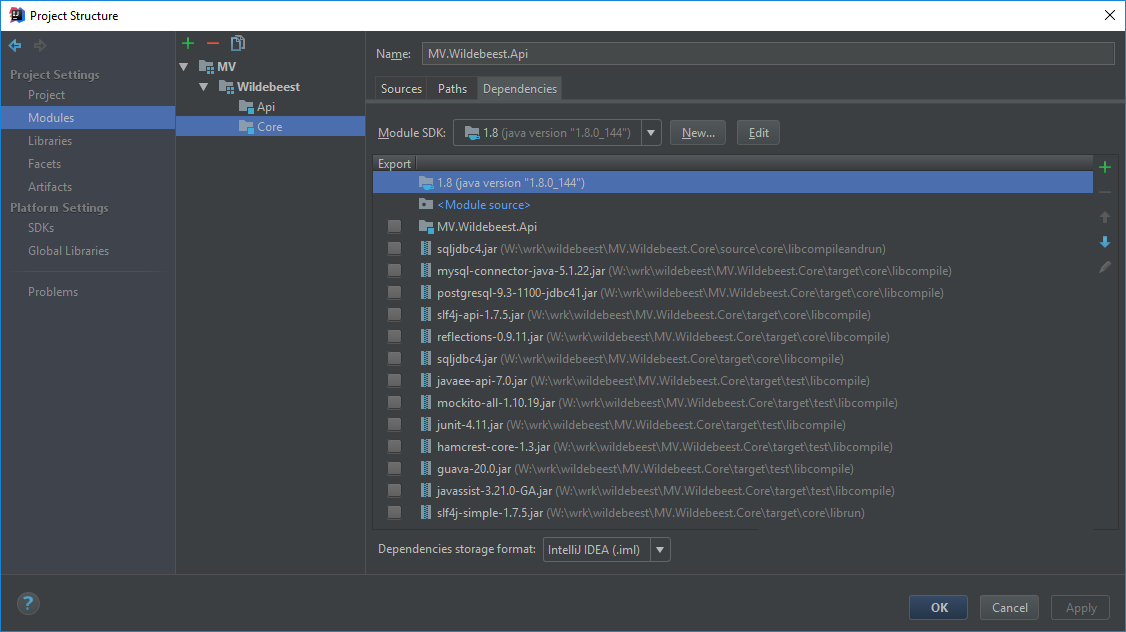 Project Structure
Project Settings
Project
Modules
Libraries
Facets
Artifacts
Platform Settings
SDKs
Global Libraries
Problems
MV
Wildebeest
Api
Core
Name: MV.Wildebeest.Api
Sources Paths Dependencies
Module SDK: 1.8 (java version "1.8.0_144") New... Edit
Export
1.8 (java version "1.8.0_144")
<Module source>
MV.Wildebeest.Api
sqljdbc4.jar (W:\wrk\wildebeest\MV.Wildebeest.Core\source\core\libcompileandrun)
mysql-connector-java-5.1.22.jar (W:\wrk\wildebeest\MV.Wildebeest.Core\target\core\libcompile)
postgresql-9.3-1100-jdbc41.jar (W:\wrk\wildebeest\MV.Wildebeest.Core\target\core\libcompile)
slf4j-api-1.7.5.jar (W:\wrk\wildebeest\MV.Wildebeest.Core\target\core\libcompile)
reflections-0.9.11.jar (W:\wrk\wildebeest\MV.Wildebeest.Core\target\core\libcompile)
sqljdbc4.jar (W:\wrk\wildebeest\MV.Wildebeest.Core\target\core\libcompile)
javaee-api-7.0.jar (W:\wrk\wildebeest\MV.Wildebeest.Core\target\test\libcompile)
mockito-all-1.10.19.jar (W:\wrk\wildebeest\MV.Wildebeest.Core\target\test\libcompile)
junit-4.11.jar (W:\wrk\wildebeest\MV.Wildebeest.Core\target\test\libcompile)
hamcrest-core-1.3.jar (W:\wrk\wildebeest\MV.Wildebeest.Core\target\test\libcompile)
guava-20.0.jar (W:\wrk\wildebeest\MV.Wildebeest.Core\target\test\libcompile)
javassist-3.21.0-GA.jar (W:\wrk\wildebeest\MV.Wildebeest.Core\target\test\libcompile)
slf4j-simple-1.7.5.jar (W:\wrk\wildebeest\MV.Wildebeest.Core\target\core\librun)
Dependencies storage format: IntelliJ IDEA (.iml)
? OK Cancel Apply